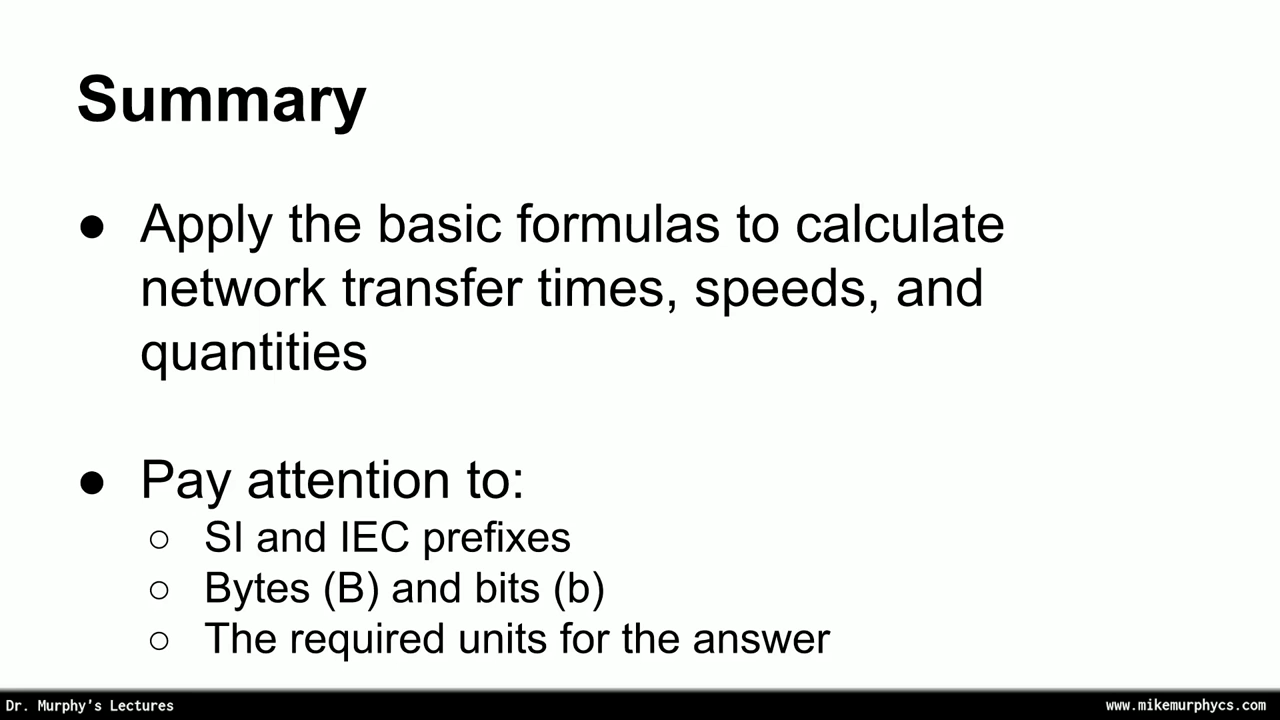 Summary
● Apply the basic formulas to calculate
network transfer times, speeds, and
quantities
● Pay attention to:
○ SI and IEC prefixes
○ Bytes (B) and bits (b)
○ The required units for the answer
Dr. Murphy's Lectures
www.mikemurphycs.com